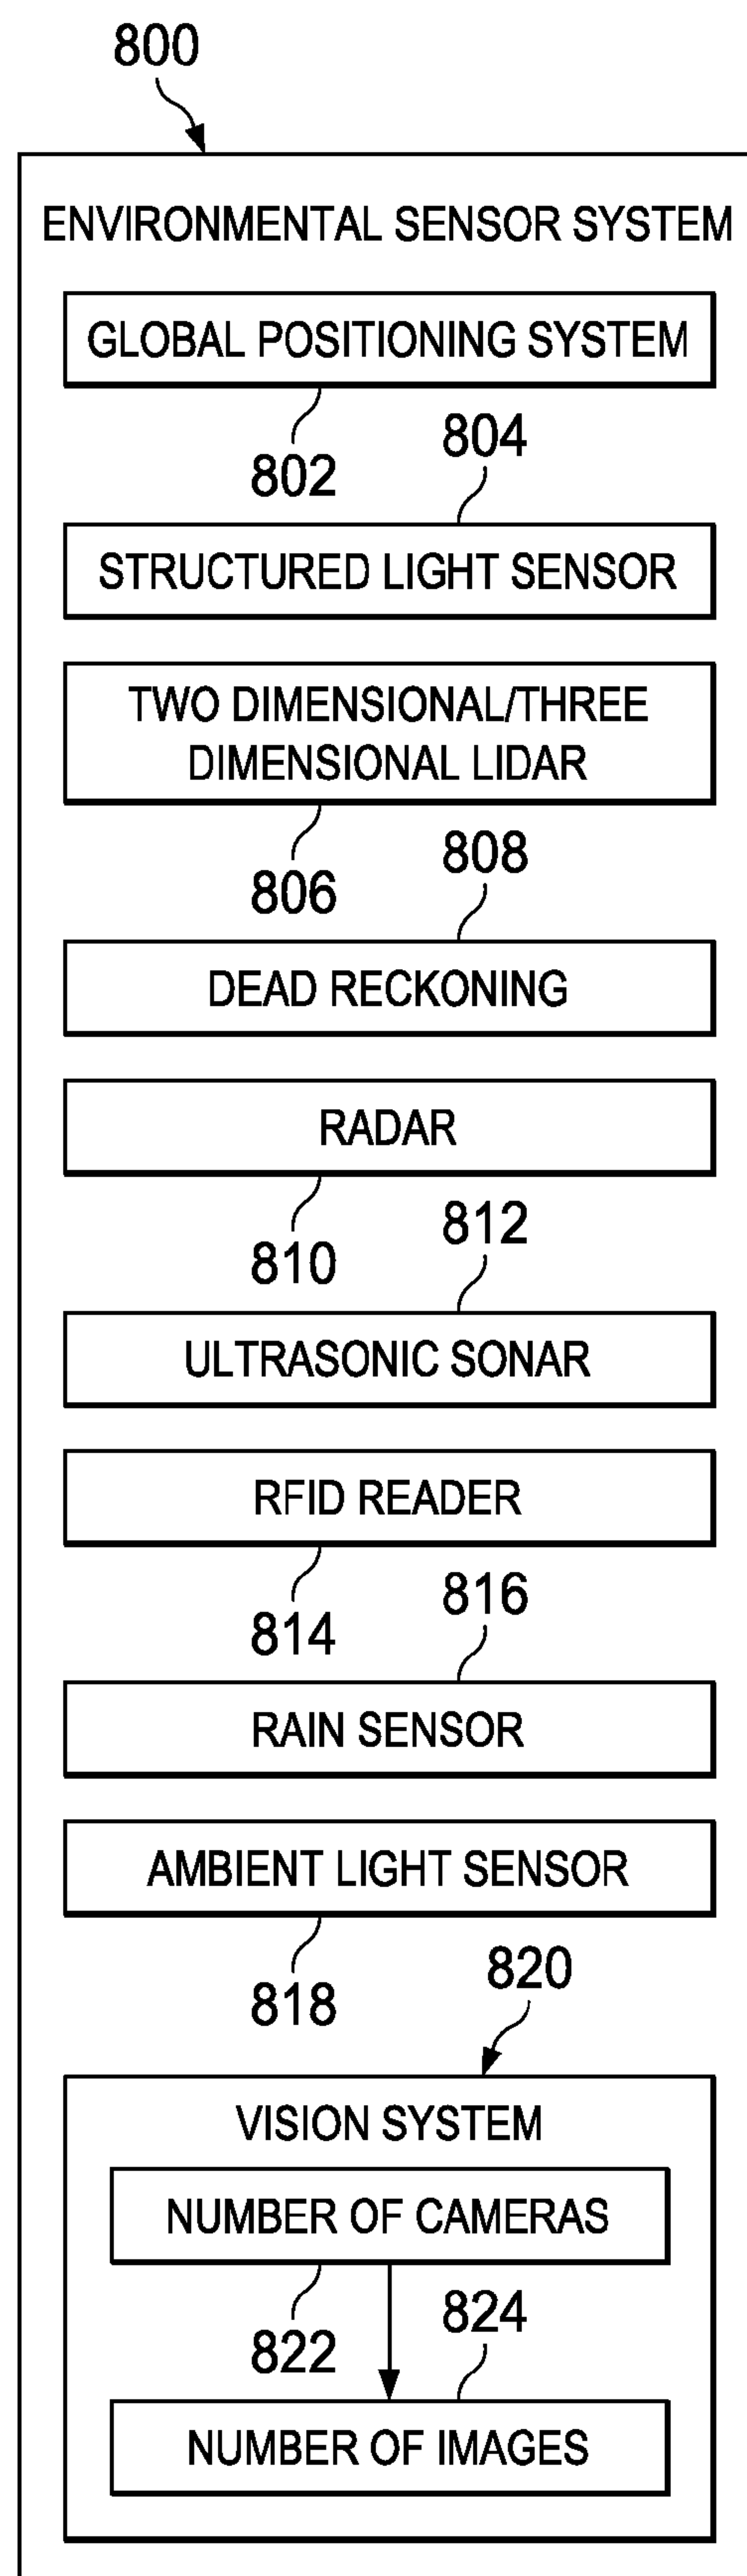 800
ENVIRONMENTAL SENSOR SYSTEM
GLOBAL POSITIONING SYSTEM
802
804
STRUCTURED LIGHT SENSOR
TWO DIMENSIONAL/THREE
DIMENSIONAL LIDAR
806
808
DEAD RECKONING
RADAR
810
812
ULTRASONIC SONAR
RFID READER
814
816
RAIN SENSOR
AMBIENT LIGHT SENSOR
818
820
VISION SYSTEM
NUMBER OF CAMERAS
822
824
NUMBER OF IMAGES